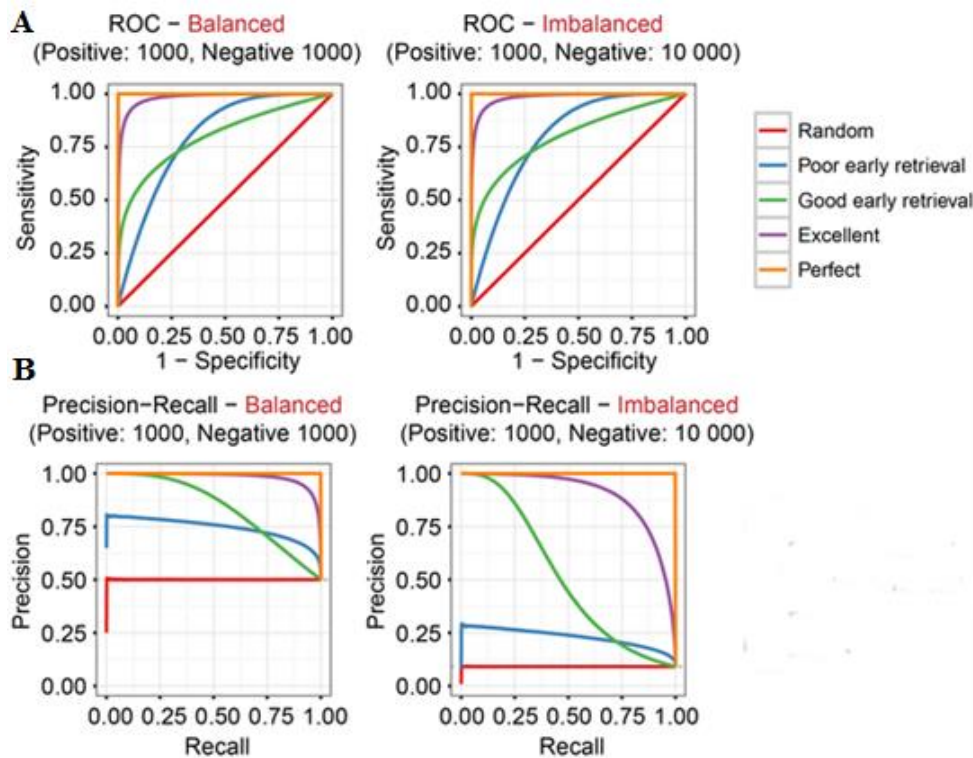 A
ROC – Balanced
(Positive: 1000, Negative 1000)
ROC – Imbalanced
(Positive: 1000, Negative: 10 000)
Sensitivity
1.00
0.75
0.50
0.25
0.00
0.00 0.25 0.50 0.75 1.00
1 – Specificity
Sensitivity
1.00
0.75
0.50
0.25
0.00
0.00 0.25 0.50 0.75 1.00
1 – Specificity
Random
Poor early retrieval
Good early retrieval
Excellent
Perfect
B
Precision–Recall – Balanced
(Positive: 1000, Negative 1000)
Precision–Recall – Imbalanced
(Positive: 1000, Negative: 10 000)
Precision
1.00
0.75
0.50
0.25
0.00
0.00 0.25 0.50 0.75 1.00
Recall
Precision
1.00
0.75
0.50
0.25
0.00
0.00 0.25 0.50 0.75 1.00
Recall